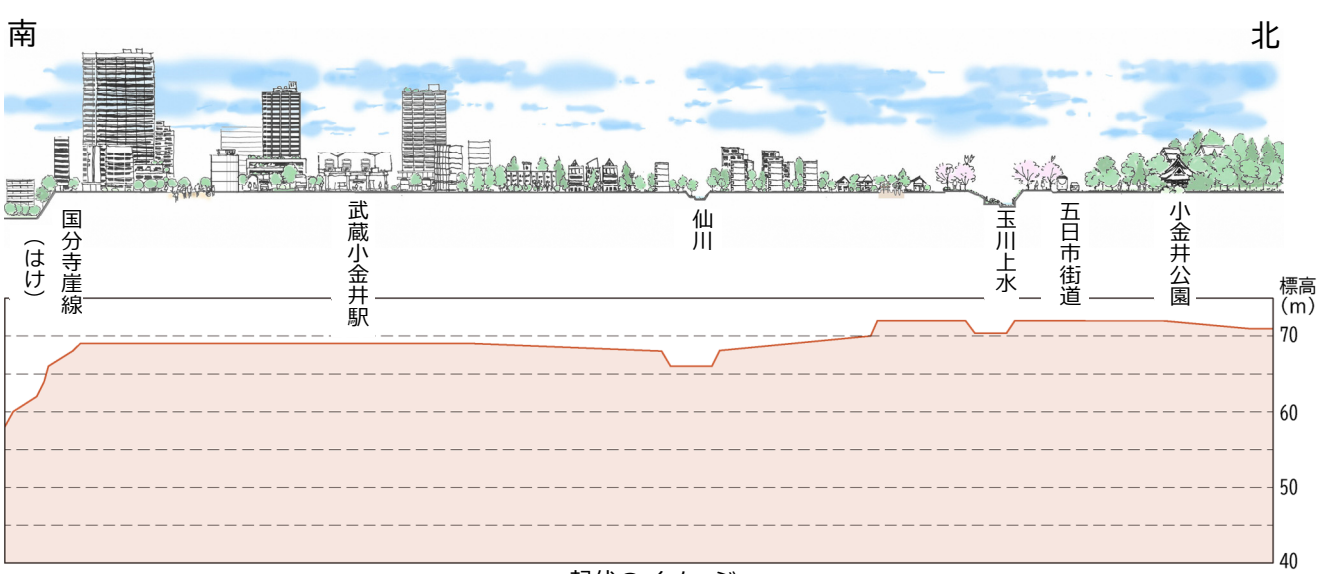 南
北
国分寺崖線
(はけ)
武蔵小金井駅
仙川
玉川上水
五日市街道
小金井公園
標高
(m)
70
60
50
40